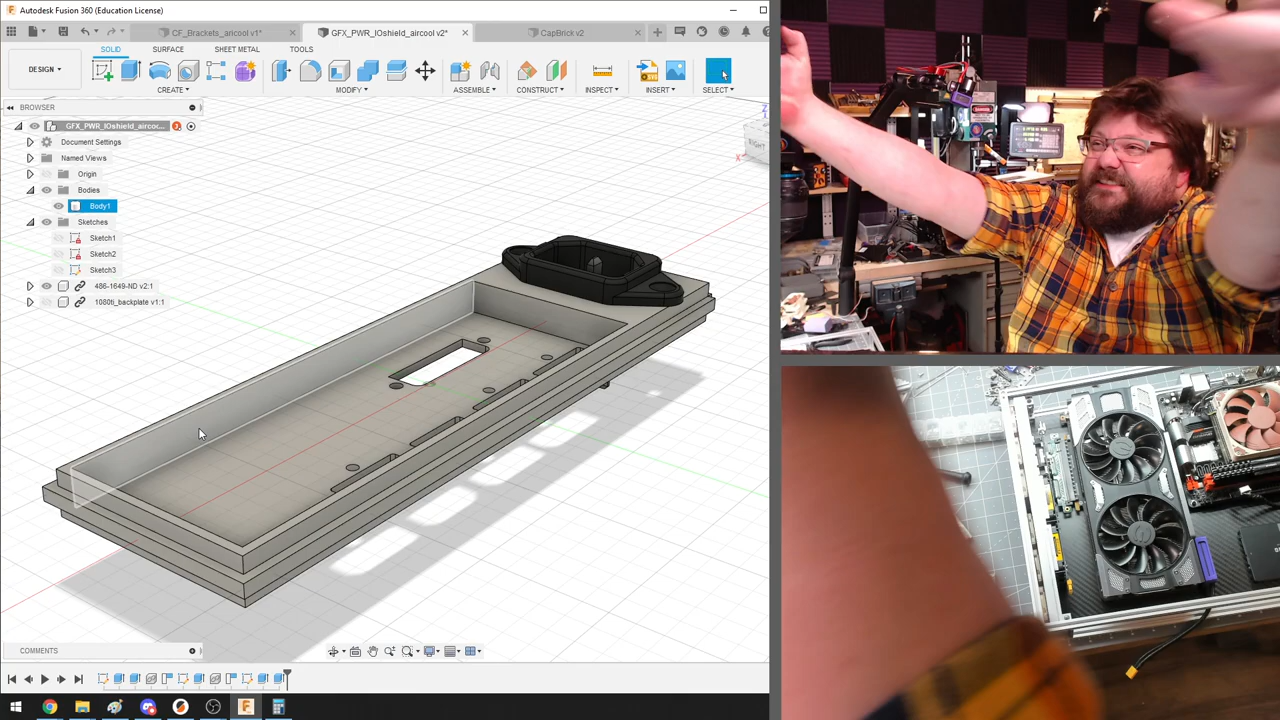 Autodesk Fusion 360 (Education License)
CF_Brackets_aircool v1*
GFX_PWR_IOshield_aircool v2*
CapBrick v2
SOLID
SURFACE
SHEET METAL
TOOLS
DESIGN
CREATE
MODIFY
ASSEMBLE
CONSTRUCT
INSPECT
INSERT
SELECT
BROWSER
GFX_PWR_IOshield_aircoc...
Document Settings
Named Views
Origin
Bodies
Body1
Sketches
Sketch1
Sketch2
Sketch3
486-1649-ND v2:1
1080ti_backplate v1:1
RIGHT
Z
X
COMMENTS